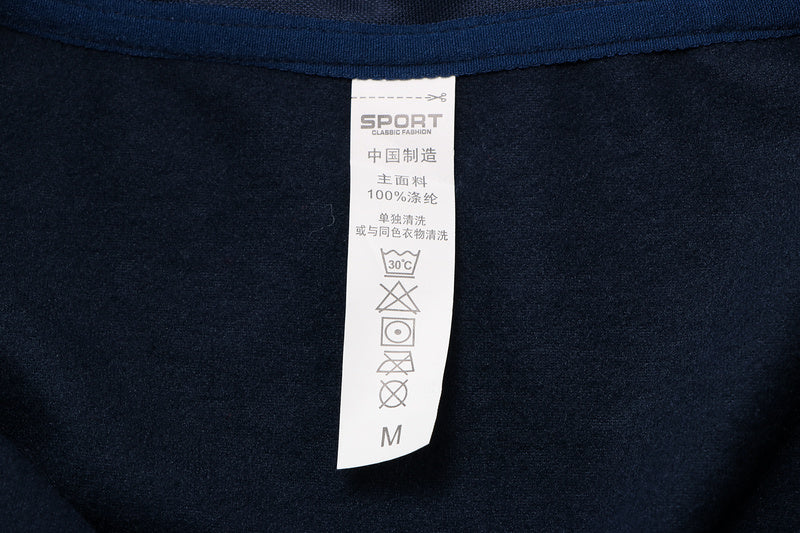 SPORT
CLASSIC FASHION
中国制造
主面料
100%涤纶
单独清洗
或与同色衣物清洗
30°C
M